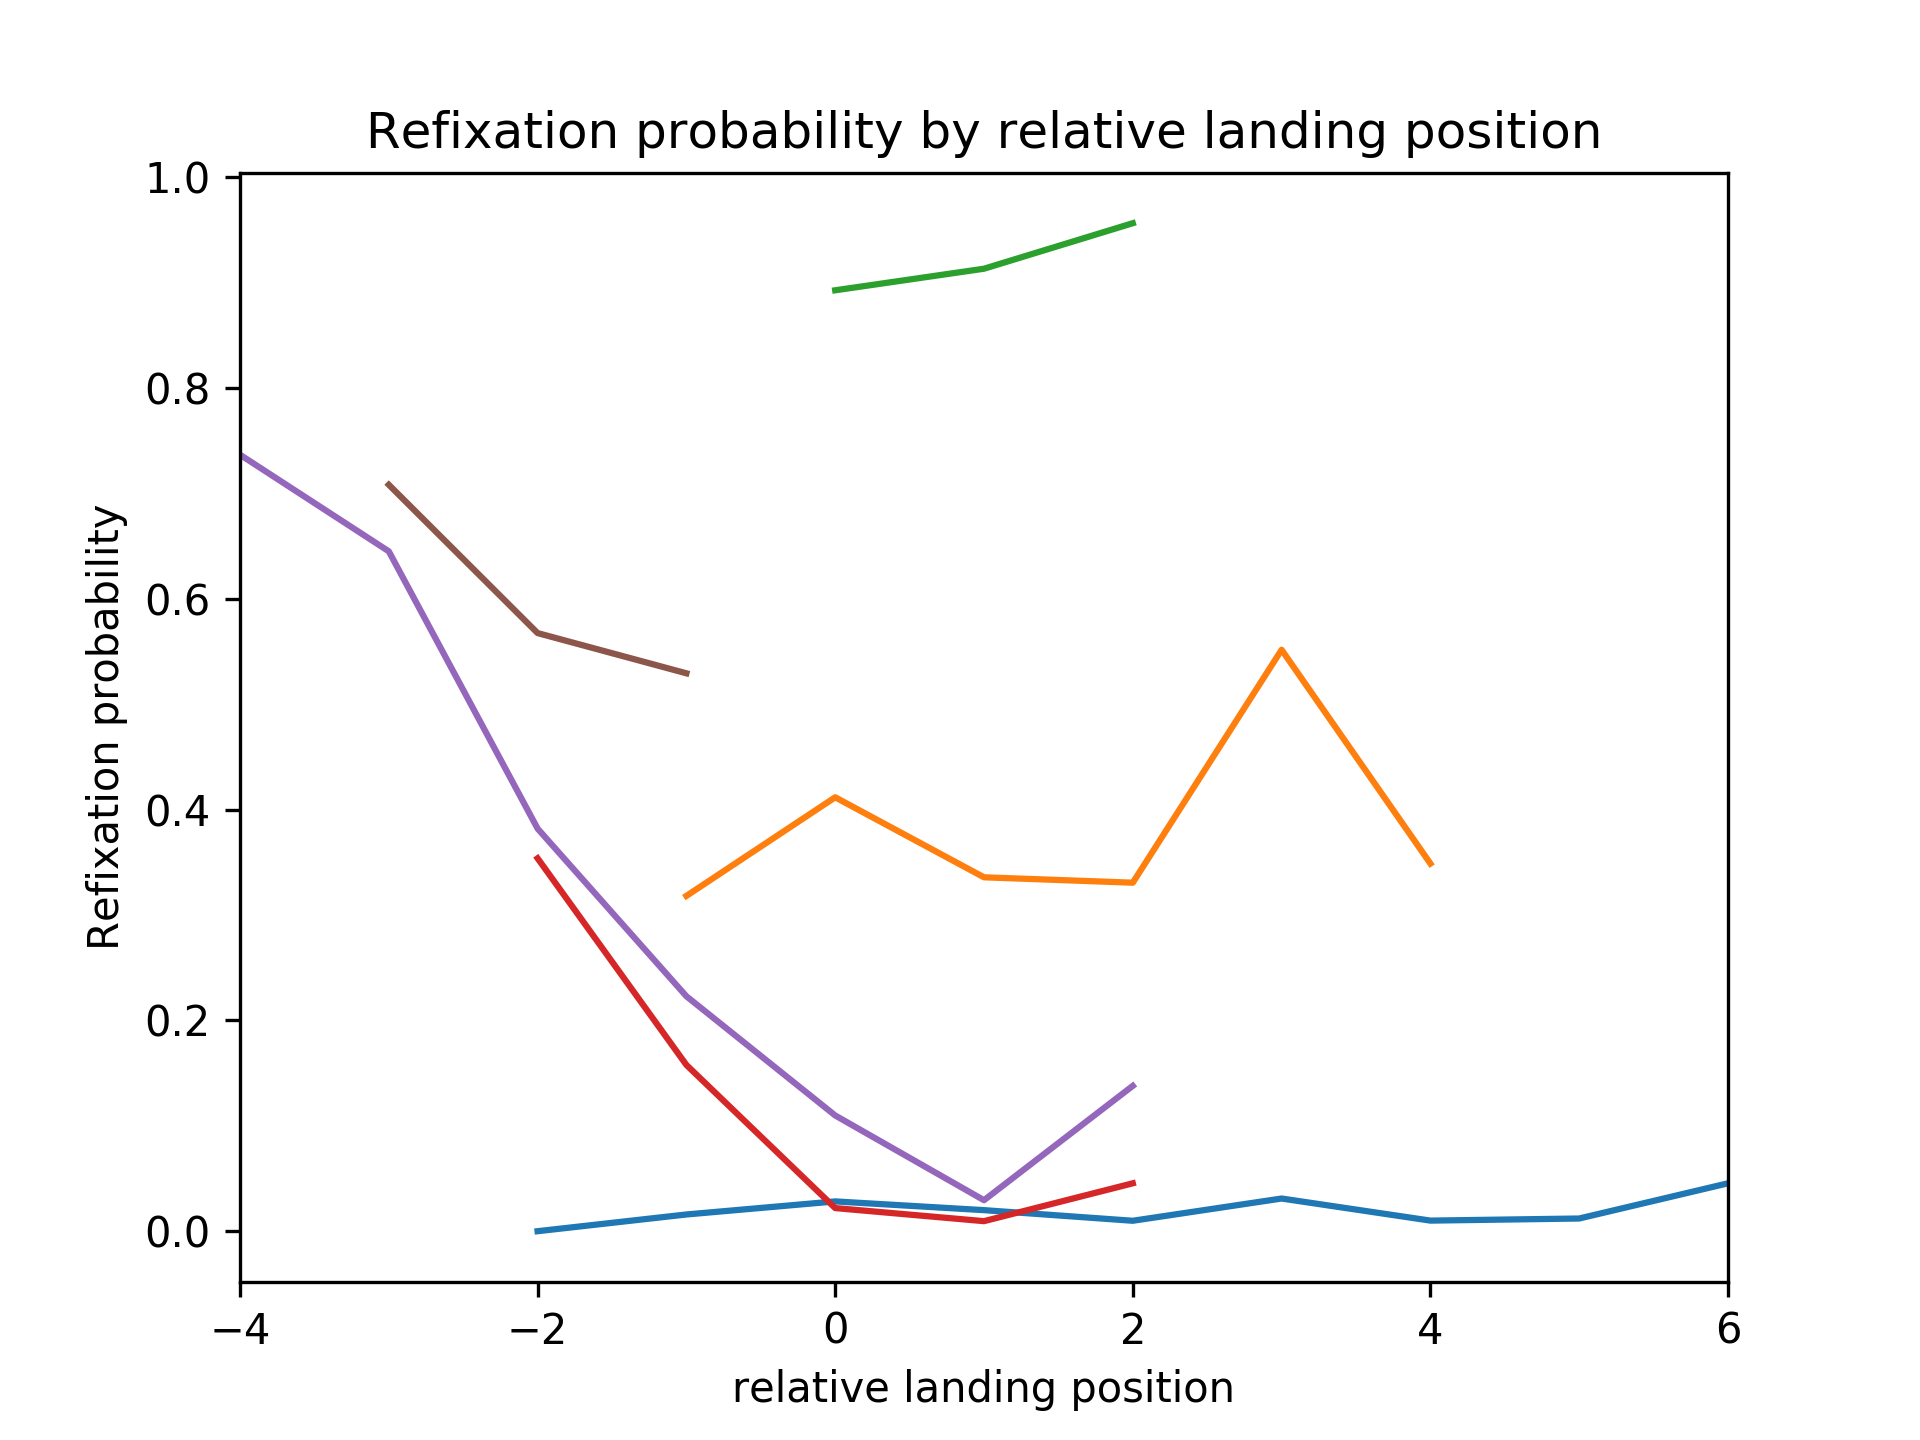 Refixation probability by relative landing position
1.0
0.8
0.6
0.4
0.2
0.0
Refixation probability
−4 −2 0 2 4 6
relative landing position